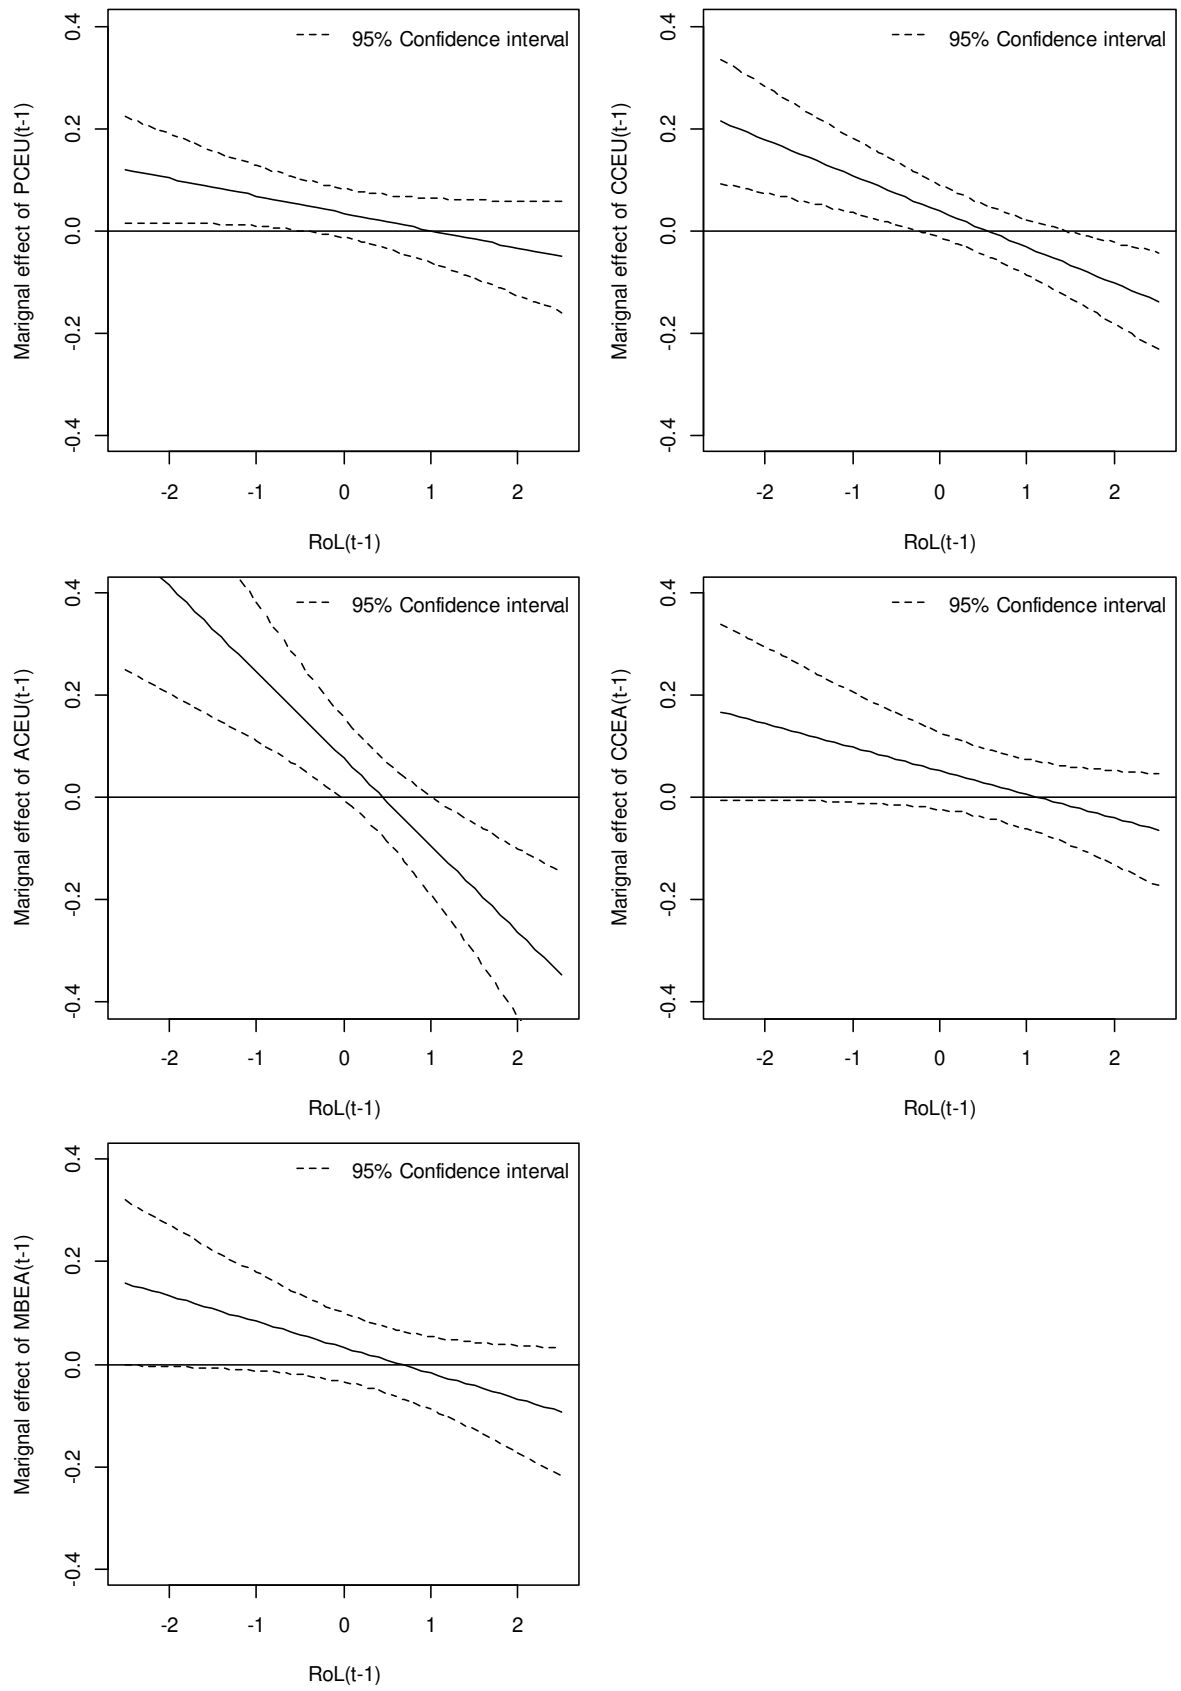 95% Confidence interval
Marignal effect of PCEU(t-1)
0.4
0.2
0.0
-0.2
-0.4
-2 -1 0 1 2
RoL(t-1)
95% Confidence interval
Marignal effect of CCEU(t-1)
0.4
0.2
0.0
-0.2
-0.4
-2 -1 0 1 2
RoL(t-1)
95% Confidence interval
Marignal effect of ACEU(t-1)
0.4
0.2
0.0
-0.2
-0.4
-2 -1 0 1 2
RoL(t-1)
95% Confidence interval
Marignal effect of CCEA(t-1)
0.4
0.2
0.0
-0.2
-0.4
-2 -1 0 1 2
RoL(t-1)
95% Confidence interval
Marignal effect of MBEA(t-1)
0.4
0.2
0.0
-0.2
-0.4
-2 -1 0 1 2
RoL(t-1)